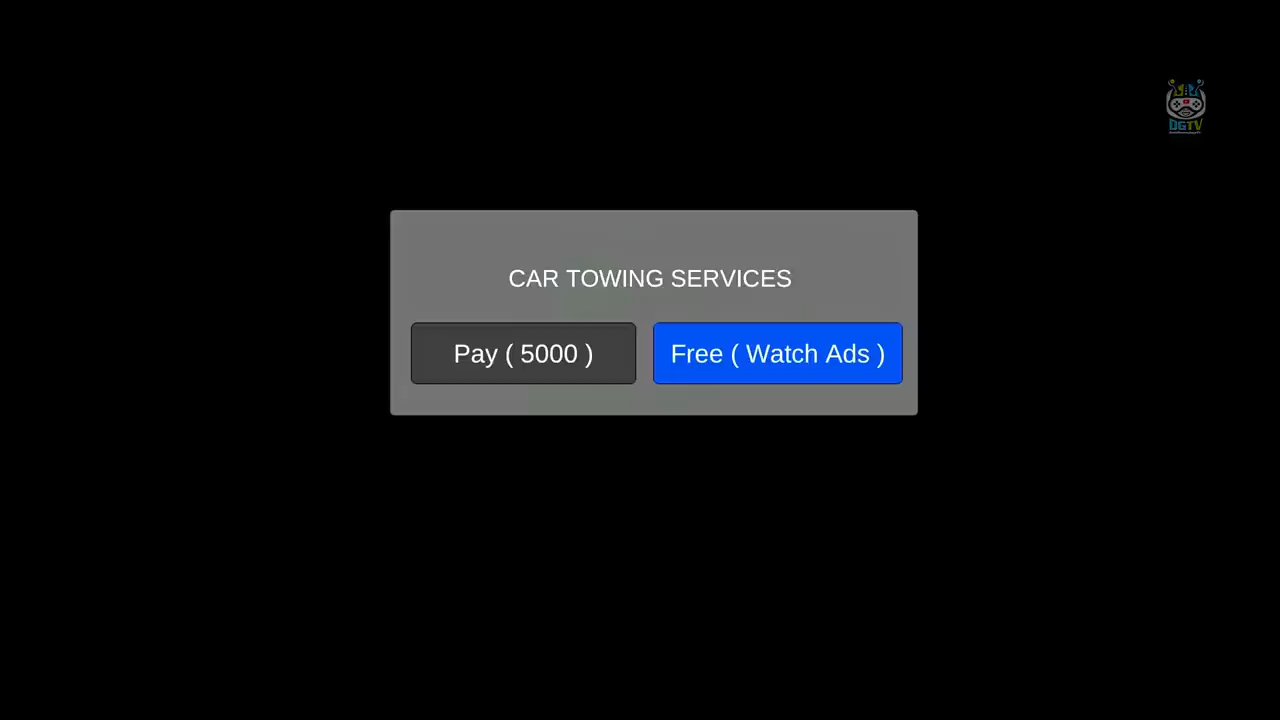 DGTV
CAR TOWING SERVICES
Pay ( 5000 )
Free ( Watch Ads )